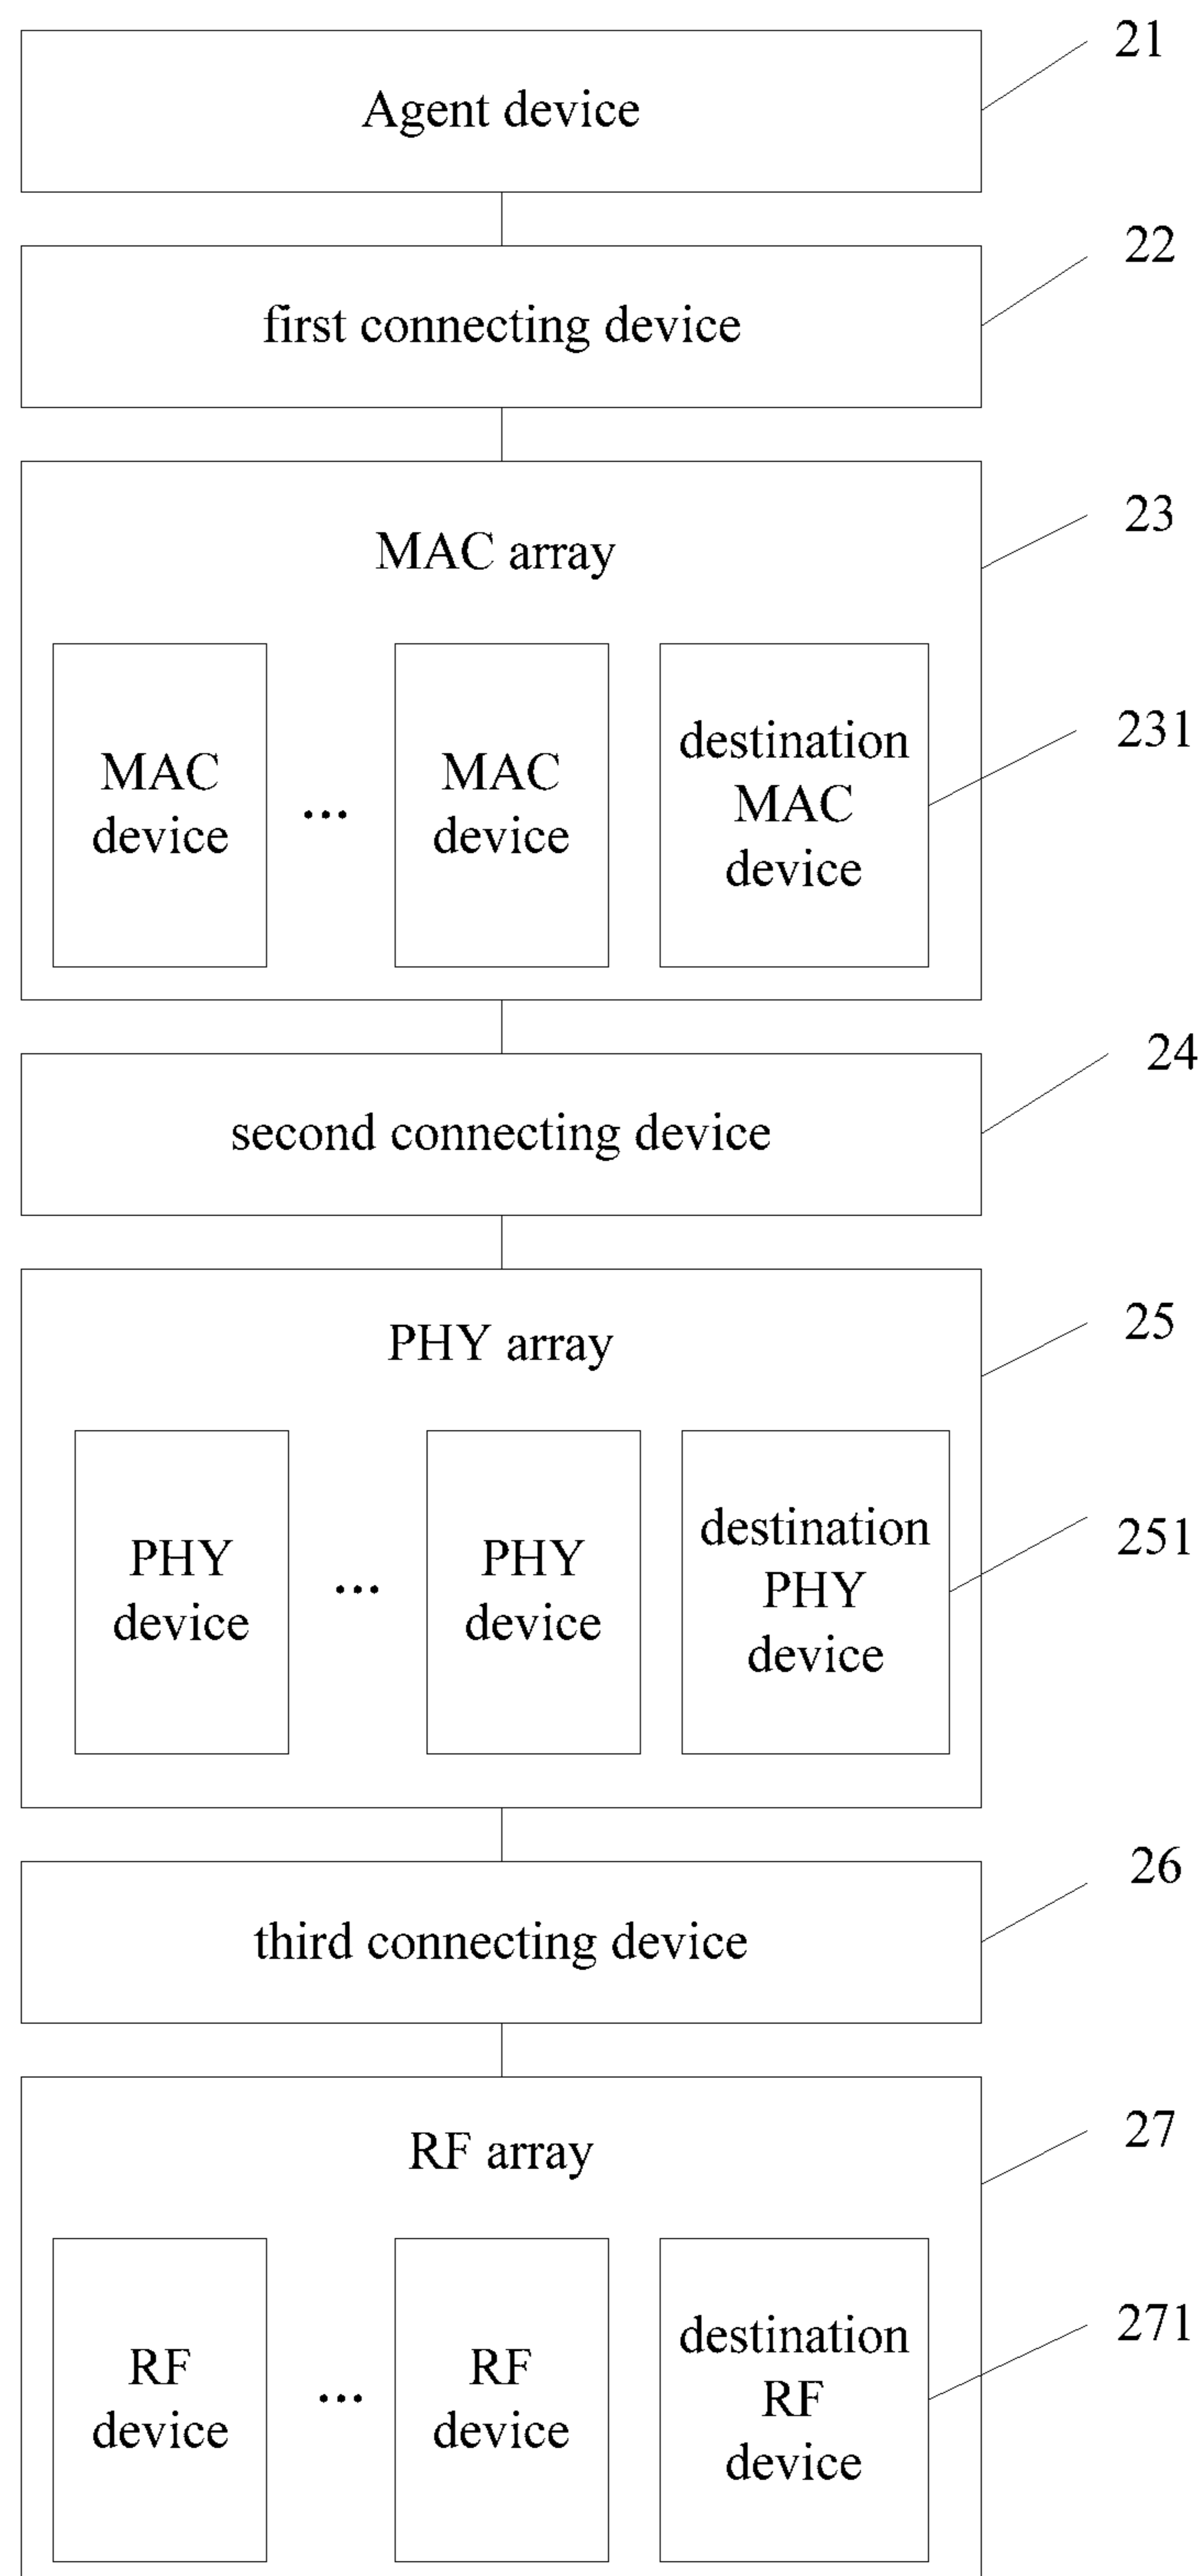 Agent device
21
first connecting device
22
MAC array
23
MAC
device
...
MAC
device
destination
MAC
device
231
second connecting device
24
PHY array
25
PHY
device
...
PHY
device
destination
PHY
device
251
third connecting device
26
RF array
27
RF
device
...
RF
device
destination
RF
device
271